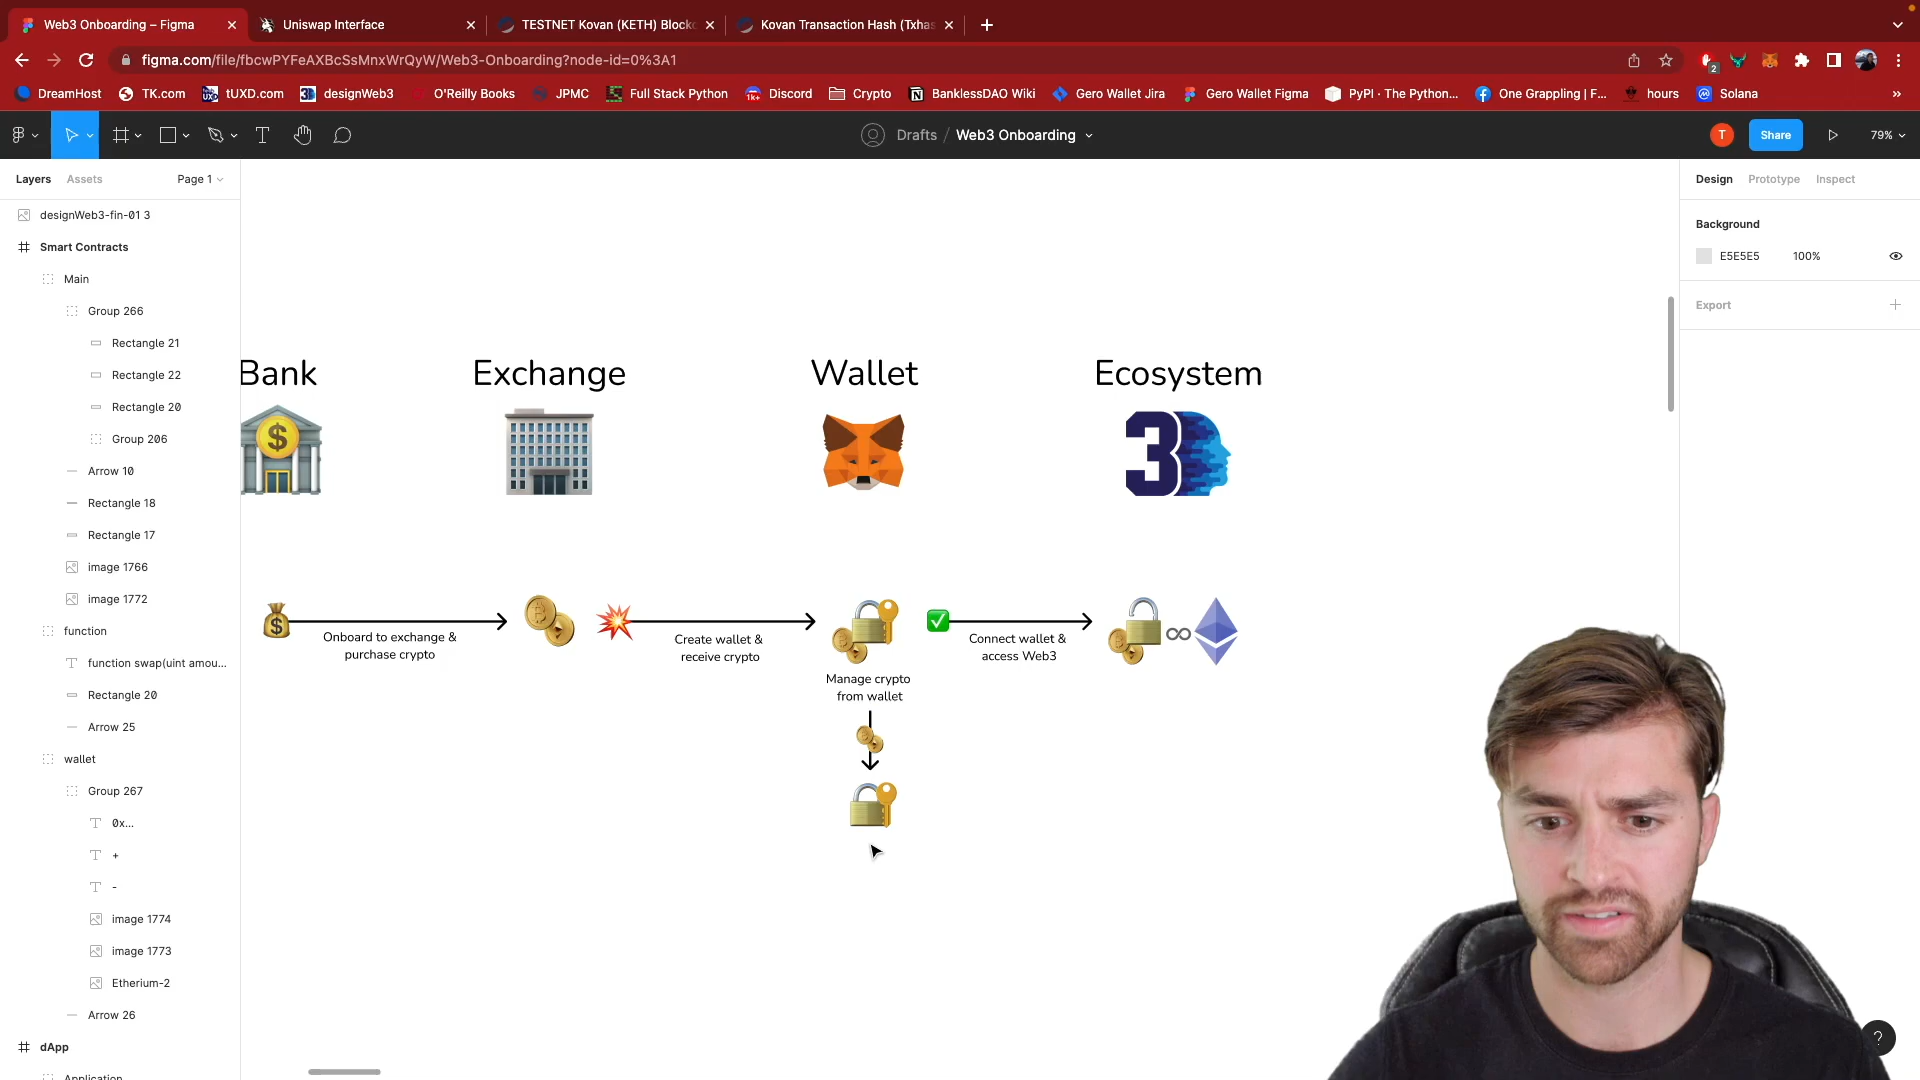 Web3 Onboarding – Figma
Uniswap Interface
TESTNET Kovan (KETH) Blockc
Kovan Transaction Hash (Txhas
figma.com/file/fbcwPYFeAXBcSsMnxWrQyW/Web3-Onboarding?node-id=0%3A1
2
DreamHost
TK.com
tUXD.com
designWeb3
O'Reilly Books
JPMC
Full Stack Python
Discord
Crypto
BanklessDAO Wiki
Gero Wallet Jira
Gero Wallet Figma
PyPI · The Python...
One Grappling | F...
hours
Solana
»
Drafts / Web3 Onboarding
T
Share
79%
Layers
Assets
Page 1
designWeb3-fin-01 3
Smart Contracts
Main
Group 266
Rectangle 21
Rectangle 22
Rectangle 20
Group 206
Arrow 10
Rectangle 18
Rectangle 17
image 1766
image 1772
function
function swap(uint amou...
Rectangle 20
Arrow 25
wallet
Group 267
0x...
+
-
image 1774
image 1773
Etherium-2
Arrow 26
dApp
Application
Bank
Exchange
Wallet
Ecosystem
$
3
$
Onboard to exchange &
purchase crypto
Create wallet &
receive crypto
Connect wallet &
access Web3
∞
Manage crypto
from wallet
Design
Prototype
Inspect
Background
E5E5E5
100%
Export
?